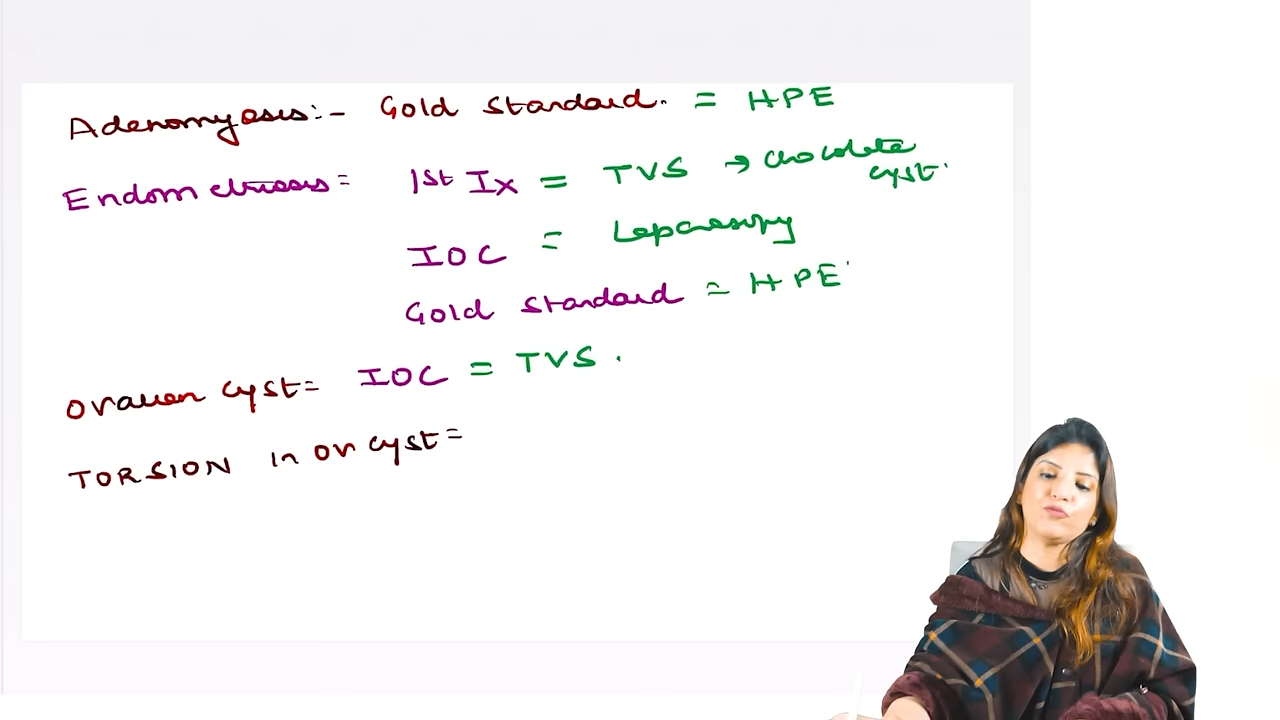 Adenomyosis:- Gold Standard. = HPE
Endometriosis = 1st Ix = TVS → chocolate cyst.
IOC = Laparoscopy
Gold Standard = HPE
Ovarian cyst = IOC = TVS.
TORSION in ov cyst =